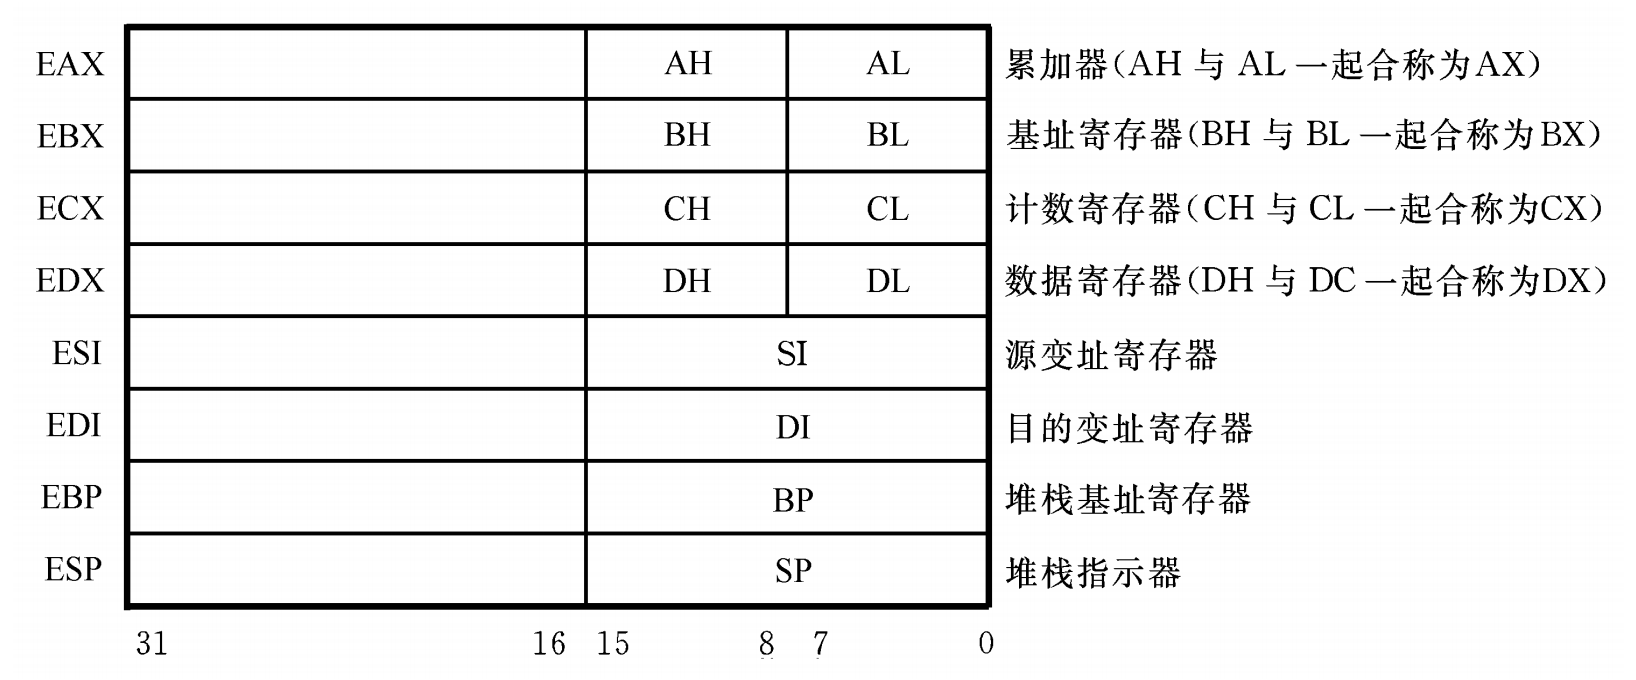 EAX AH AL 累加器(AH 与 AL 一起合称为AX)
EBX BH BL 基址寄存器(BH 与 BL 一起合称为BX)
ECX CH CL 计数寄存器(CH 与 CL 一起合称为CX)
EDX DH DL 数据寄存器(DH 与 DC 一起合称为DX)
ESI SI 源变址寄存器
EDI DI 目的变址寄存器
EBP BP 堆栈基址寄存器
ESP SP 堆栈指示器
31 16 15 8 7 0